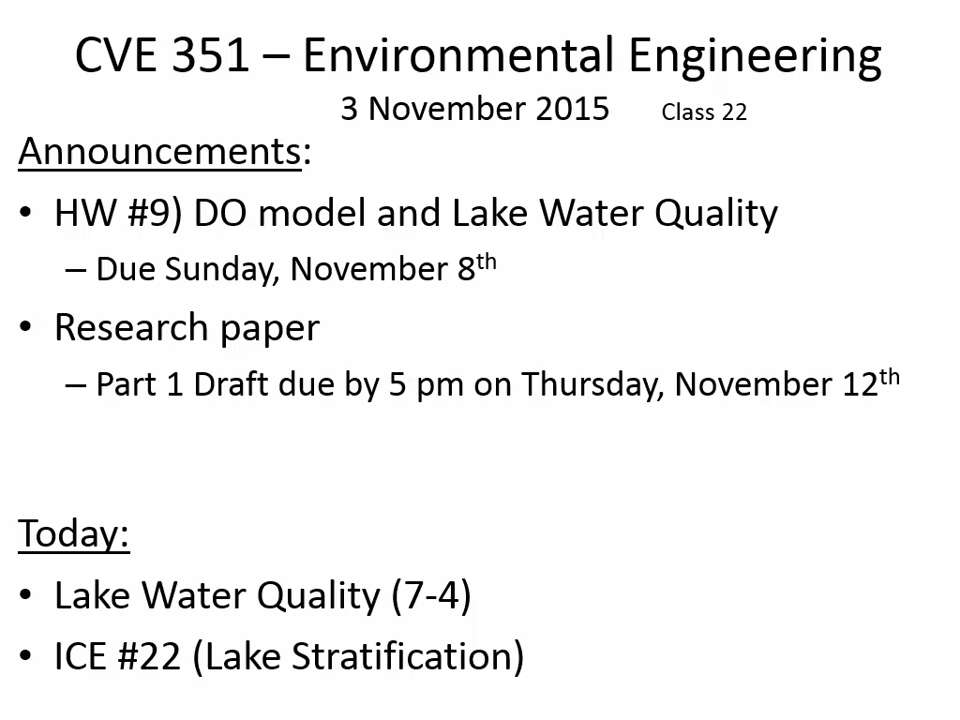 CVE 351 – Environmental Engineering
3 November 2015 Class 22
Announcements:
• HW #9) DO model and Lake Water Quality
– Due Sunday, November 8th
• Research paper
– Part 1 Draft due by 5 pm on Thursday, November 12th
Today:
• Lake Water Quality (7-4)
• ICE #22 (Lake Stratification)